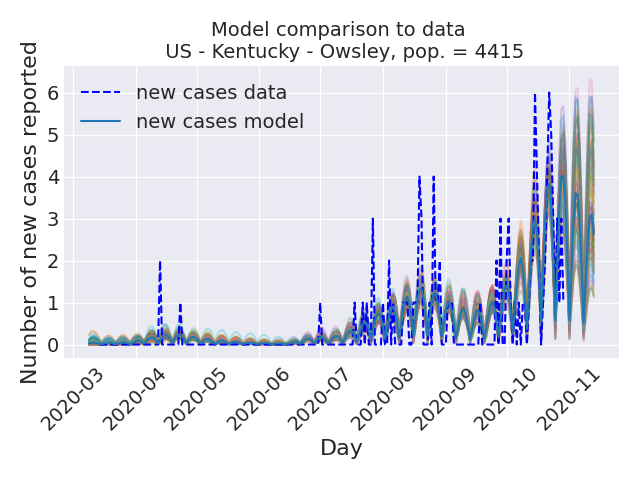 Model comparison to data
US - Kentucky - Owsley, pop. = 4415
Number of new cases reported
6
5
4
3
2
1
0
new cases data
new cases model
2020-03
2020-04
2020-05
2020-06
2020-07
2020-08
2020-09
2020-10
2020-11
Day